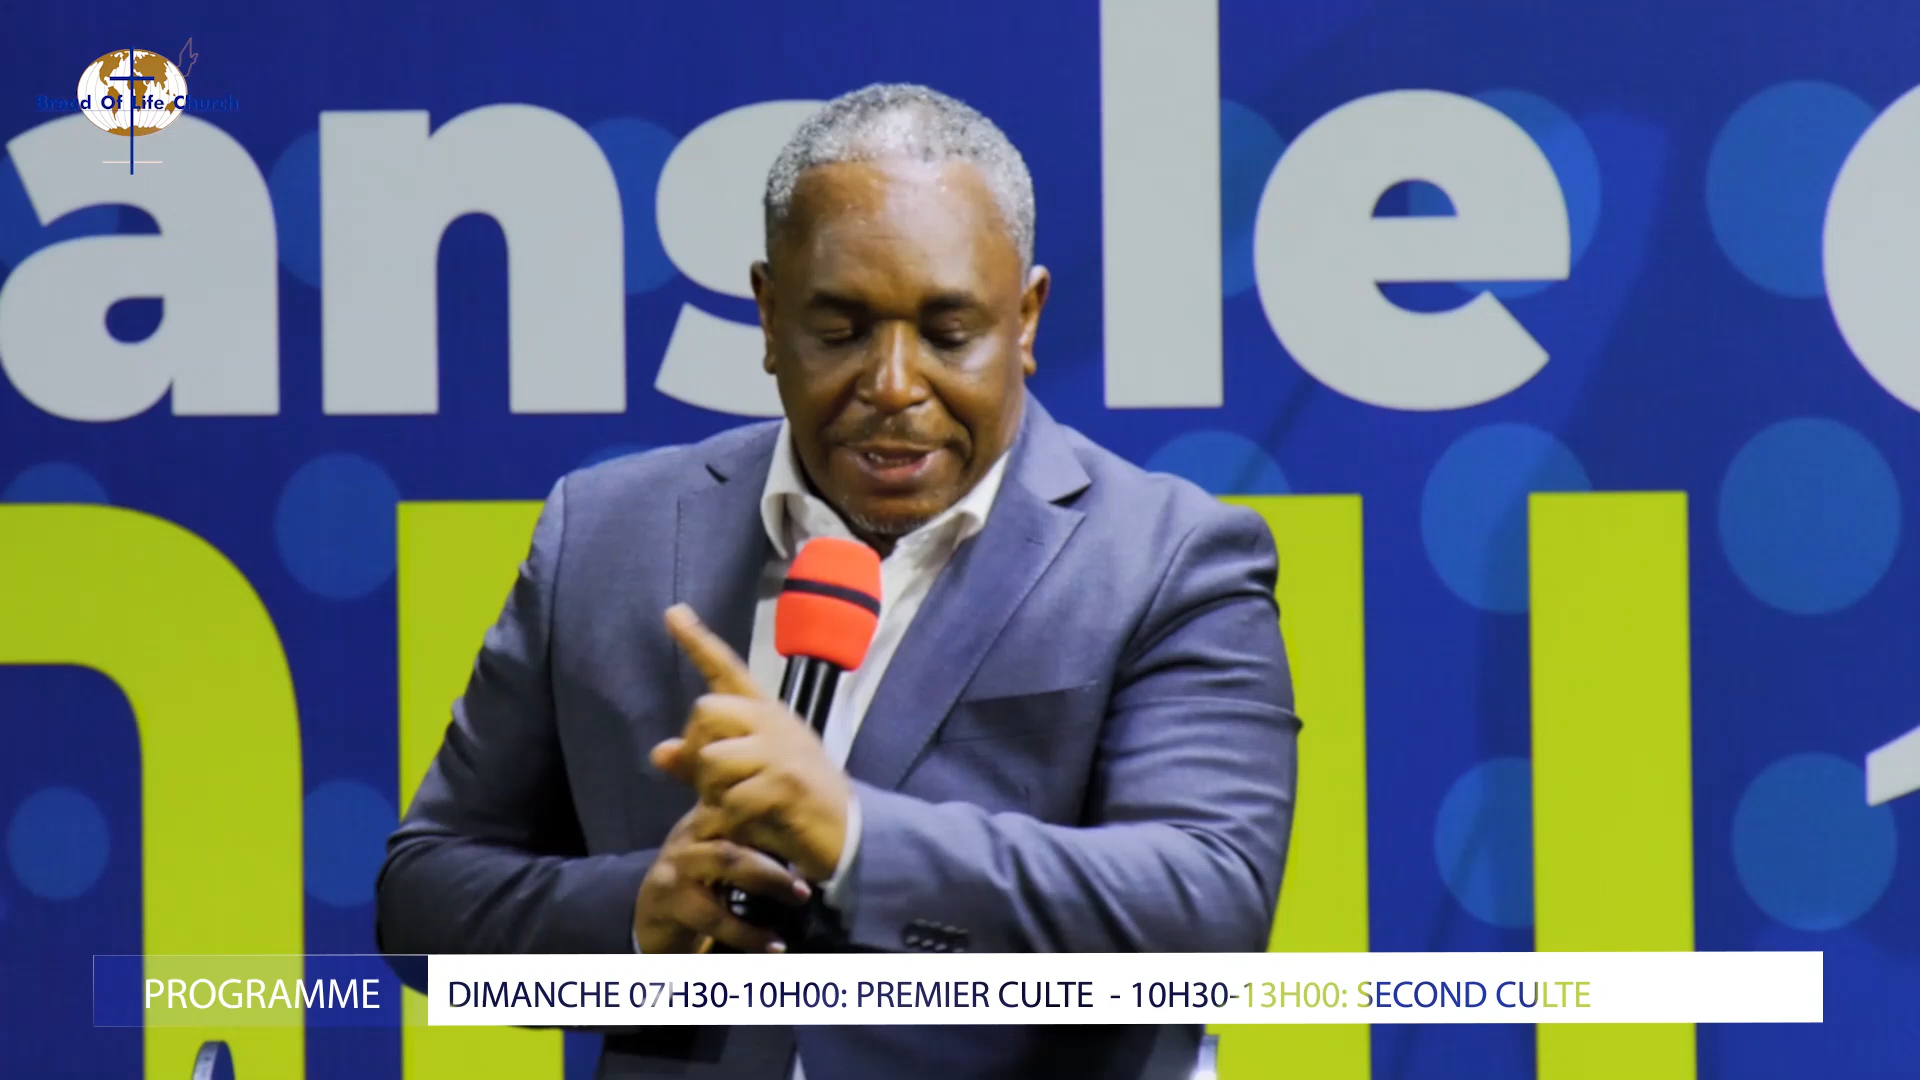 Bread Of Life Church
ans le
PROGRAMME
DIMANCHE 07H30-10H00: PREMIER CULTE - 10H30-13H00: SECOND CULTE